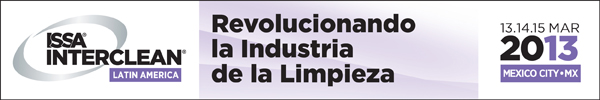 ISSA®
INTERCLEAN®
LATIN AMERICA
Revolucionando
la Industria
de la Limpieza
13.14.15 MAR
2013
MEXICO CITY•MX